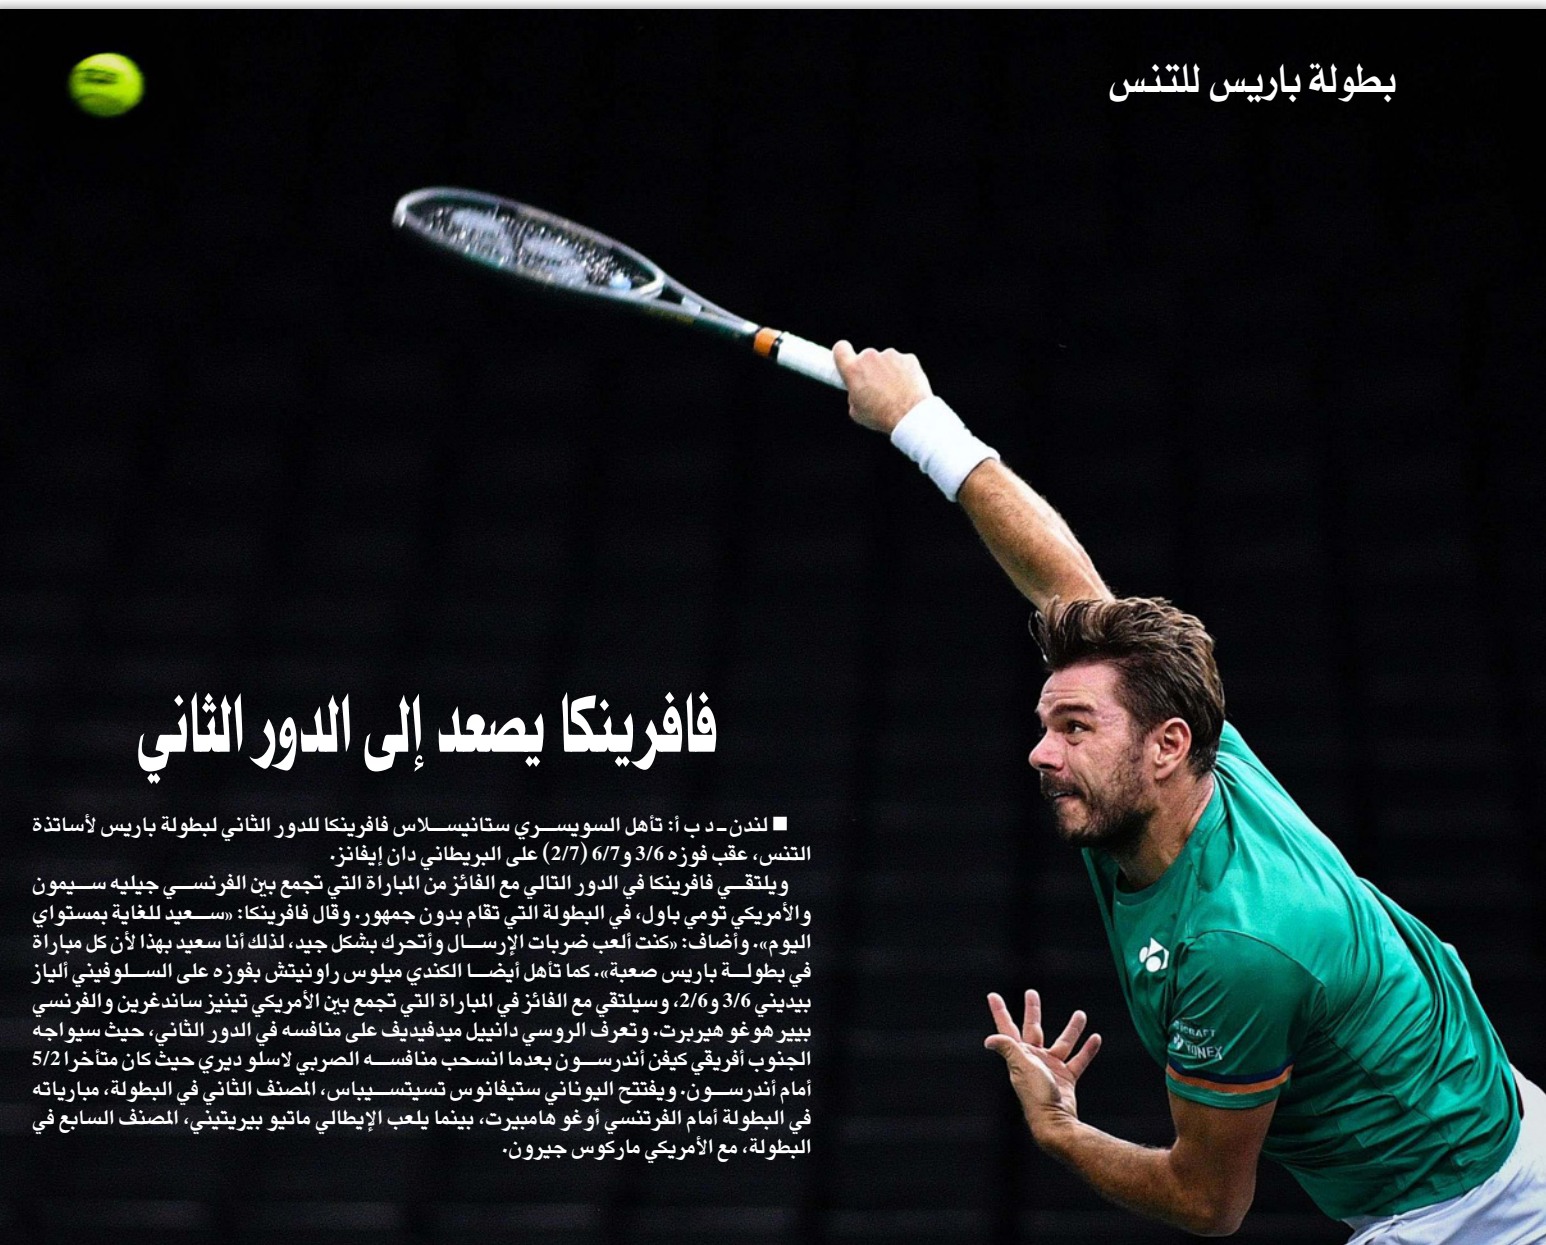 بطولة باريس للتنس
فافرينكا يصعد إلى الدور الثاني
■ لندن ـ د ب أ: تأهل السويسري ستانيسلاس فافرينكا للدور الثاني لبطولة باريس لأساتذة
التنس، عقب فوزه 3/6 و6/7 (2/7) على البريطاني دان إيفانز.
ويلتقي فافرينكا في الدور التالي مع الفائز من المباراة التي تجمع بين الفرنسي جيليه سيمون
والأمريكي تومي باول، في البطولة التي تقام بدون جمهور. وقال فافرينكا: «سعيد للغاية بمستواي
اليوم». وأضاف: «كنت ألعب ضربات الإرسال وأتحرك بشكل جيد، لذلك أنا سعيد بهذا لأن كل مباراة
في بطولة باريس صعبة». كما تأهل أيضا الكندي ميلوس راونيتش بفوزه على السلوفيني ألياز
بيديني 3/6 و2/6، وسيلتقي مع الفائز في المباراة التي تجمع بين الأمريكي تينيز ساندغرين والفرنسي
بيير هوغو هيربرت. وتعرف الروسي دانييل ميدفيديف على منافسه في الدور الثاني، حيث سيواجه
الجنوب أفريقي كيفن أندرسون بعدما انسحب منافسه الصربي لاسلو ديري حيث كان متأخرا 5/2
أمام أندرسون. ويفتتح اليوناني ستيفانوس تسيتسيباس، المصنف الثاني في البطولة، مبارياته
في البطولة أمام الفرتنسي أوغو هامبيرت، بينما يلعب الإيطالي ماتيو بيريتيني، المصنف السابع في
البطولة، مع الأمريكي ماركوس جيرون.
YONEX